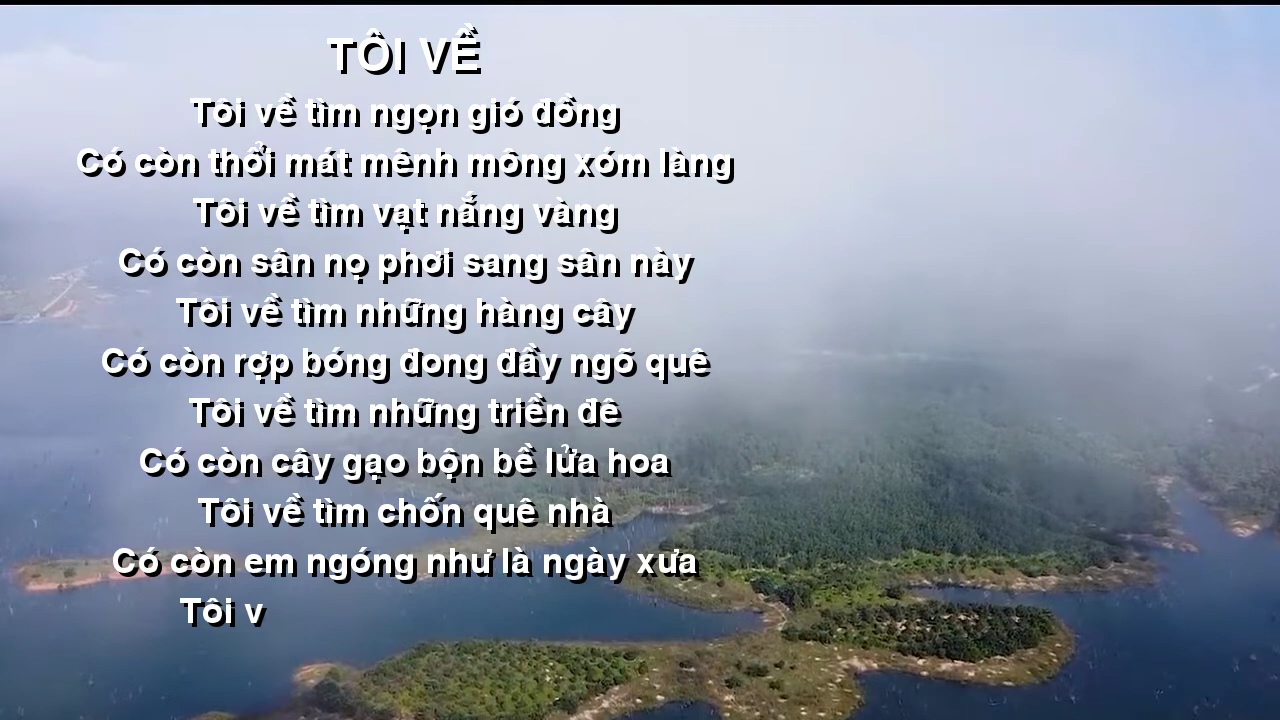 TÔI VỀ
Tôi về tìm ngọn gió đồng
Có còn thổi mát mênh mông xóm làng
Tôi về tìm vạt nắng vàng
Có còn sân nọ phơi sang sân này
Tôi về tìm những hàng cây
Có còn rợp bóng đong đầy ngõ quê
Tôi về tìm những triền đê
Có còn cây gạo bộn bề lửa hoa
Tôi về tìm chốn quê nhà
Có còn em ngóng như là ngày xưa
Tôi v